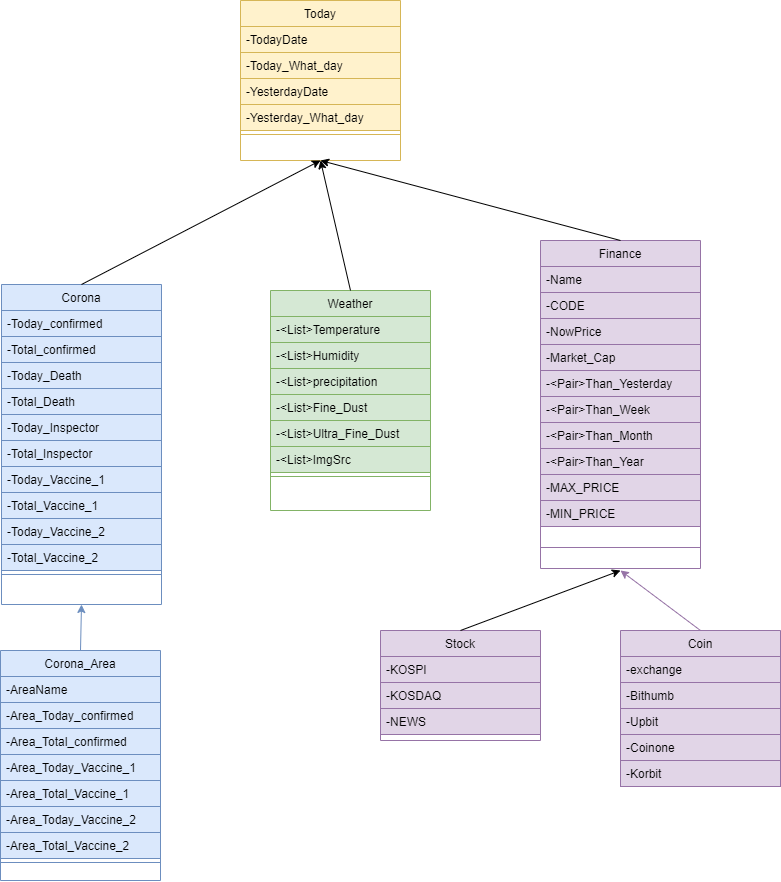 Today
-TodayDate
-Today_What_day
-YesterdayDate
-Yesterday_What_day
Corona
-Today_confirmed
-Total_confirmed
-Today_Death
-Total_Death
-Today_Inspector
-Total_Inspector
-Today_Vaccine_1
-Total_Vaccine_1
-Today_Vaccine_2
-Total_Vaccine_2
Weather
-<List>Temperature
-<List>Humidity
-<List>precipitation
-<List>Fine_Dust
-<List>Ultra_Fine_Dust
-<List>ImgSrc
Finance
-Name
-CODE
-NowPrice
-Market_Cap
-<Pair>Than_Yesterday
-<Pair>Than_Week
-<Pair>Than_Month
-<Pair>Than_Year
-MAX_PRICE
-MIN_PRICE
Corona_Area
-AreaName
-Area_Today_confirmed
-Area_Total_confirmed
-Area_Today_Vaccine_1
-Area_Total_Vaccine_1
-Area_Today_Vaccine_2
-Area_Total_Vaccine_2
Stock
-KOSPI
-KOSDAQ
-NEWS
Coin
-exchange
-Bithumb
-Upbit
-Coinone
-Korbit